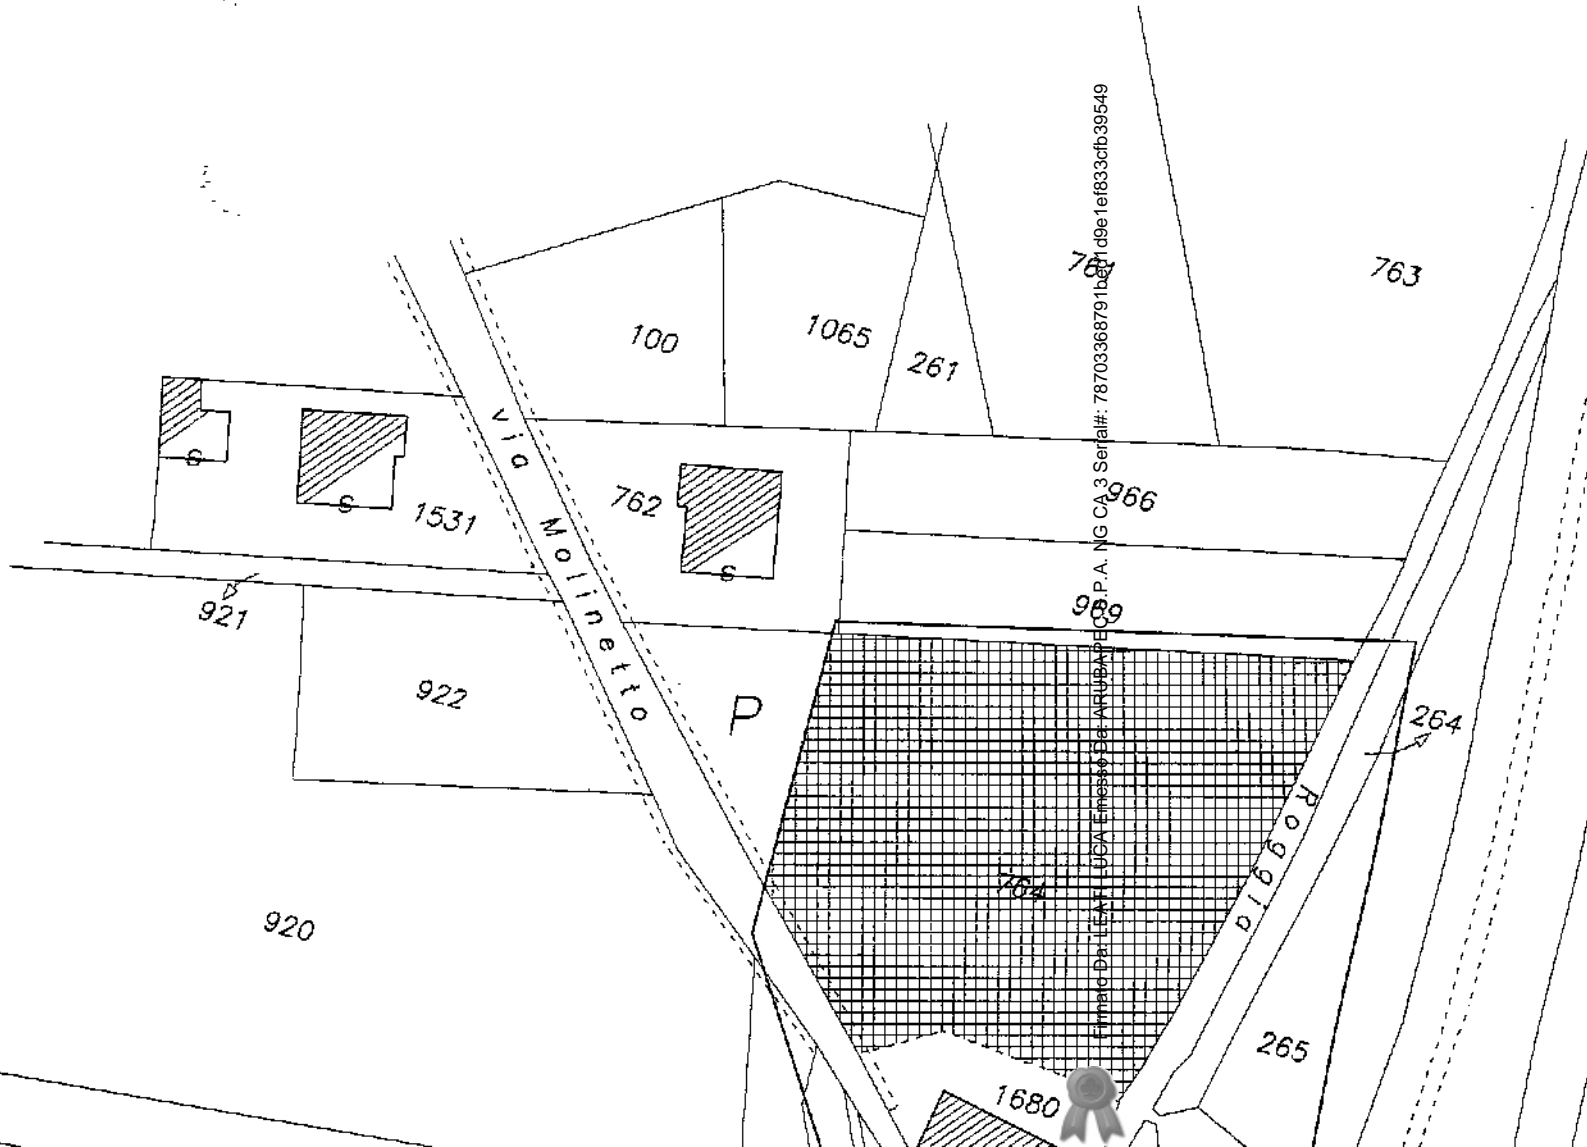 761
763
100
1065
261
via Molinetto
762
966
1531
S
S
S
921
969
922
P
264
Roggia
764
920
265
1680
Firmato Da: LEATI LUCA Emesso Da: ARUBAPEC S.P.A. NG CA 3 Serial#: 78703368791bed1d9e1ef833cfb39549